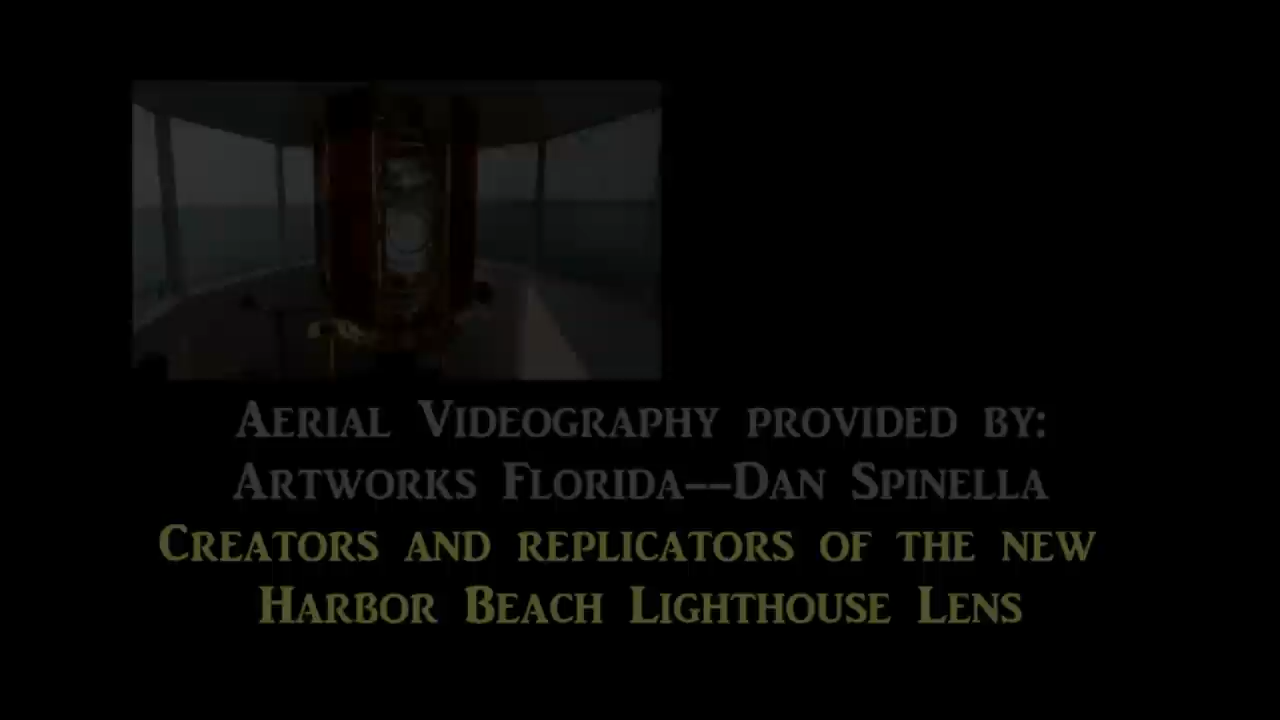 Aerial Videography provided by:
Artworks Florida--Dan Spinella
Creators and replicators of the new
Harbor Beach Lighthouse Lens